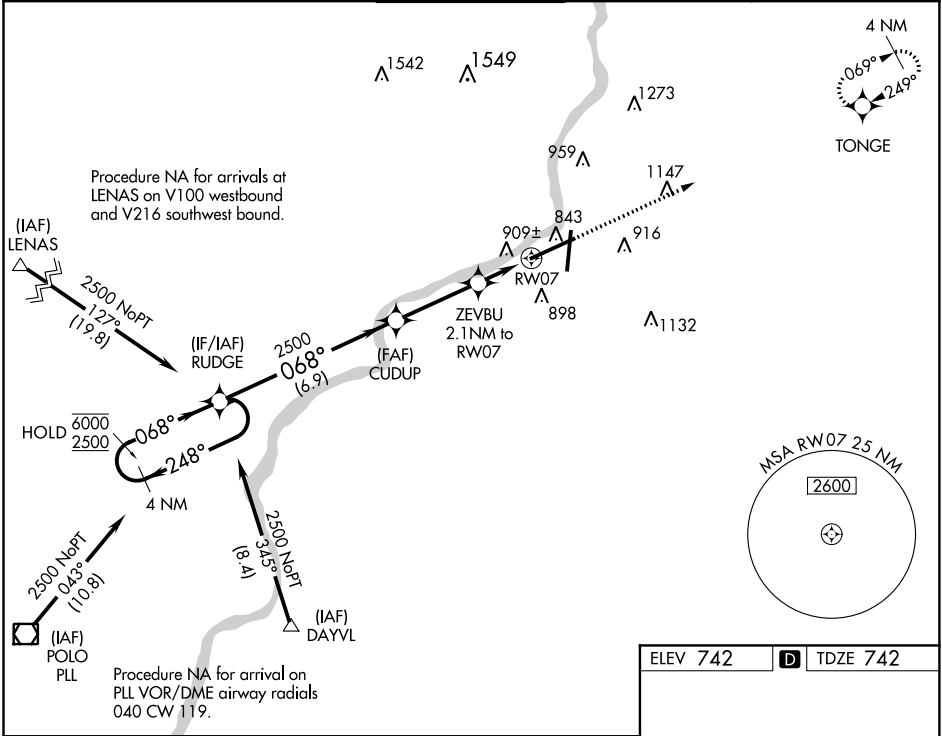 4 NM
069°
249°
TONGE
1542
1549
1273
959
1147
843
909±
916
RW07
898
1132
Procedure NA for arrivals at
LENAS on V100 westbound
and V216 southwest bound.
(IAF)
LENAS
2500 NoPT
127°
(19.8)
(IF/IAF)
RUDGE
2500
068°
(6.9)
(FAF)
CUDUP
ZEVBU
2.1NM to
RW07
HOLD 6000
2500
068°
248°
4 NM
2500 NoPT
043°
(10.8)
2500 NoPT
345°
(8.4)
(IAF)
POLO
PLL
(IAF)
DAYVL
Procedure NA for arrival on
PLL VOR/DME airway radials
040 CW 119.
MSA RW07 25 NM
2600
ELEV 742 D TDZE 742